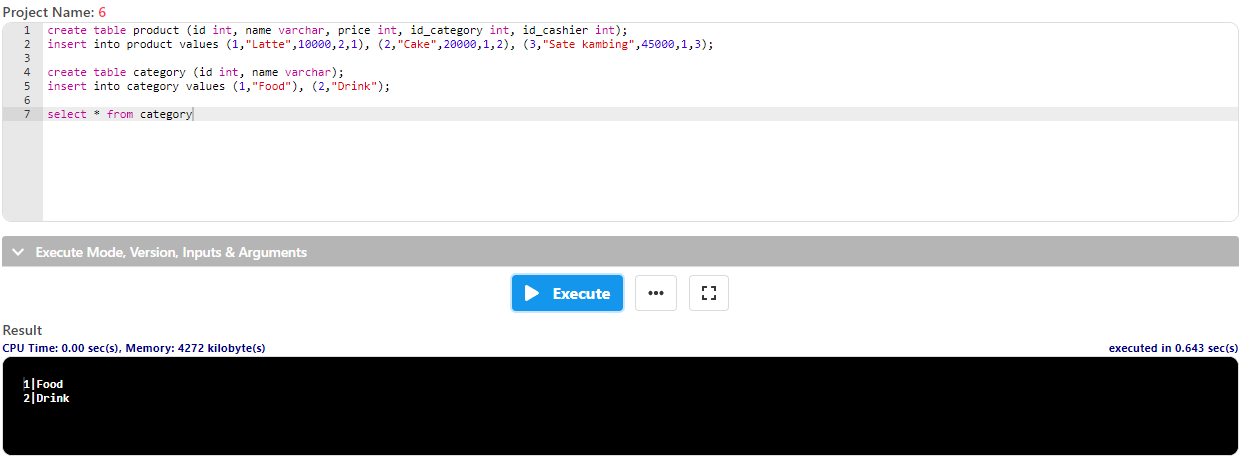 Project Name: 6
1 create table product (id int, name varchar, price int, id_category int, id_cashier int);
2 insert into product values (1,"Latte",10000,2,1), (2,"Cake",20000,1,2), (3,"Sate kambing",45000,1,3);
3
4 create table category (id int, name varchar);
5 insert into category values (1,"Food"), (2,"Drink");
6
7 select * from category
Execute Mode, Version, Inputs & Arguments
Execute
Result
CPU Time: 0.00 sec(s), Memory: 4272 kilobyte(s) executed in 0.643 sec(s)
1|Food
2|Drink